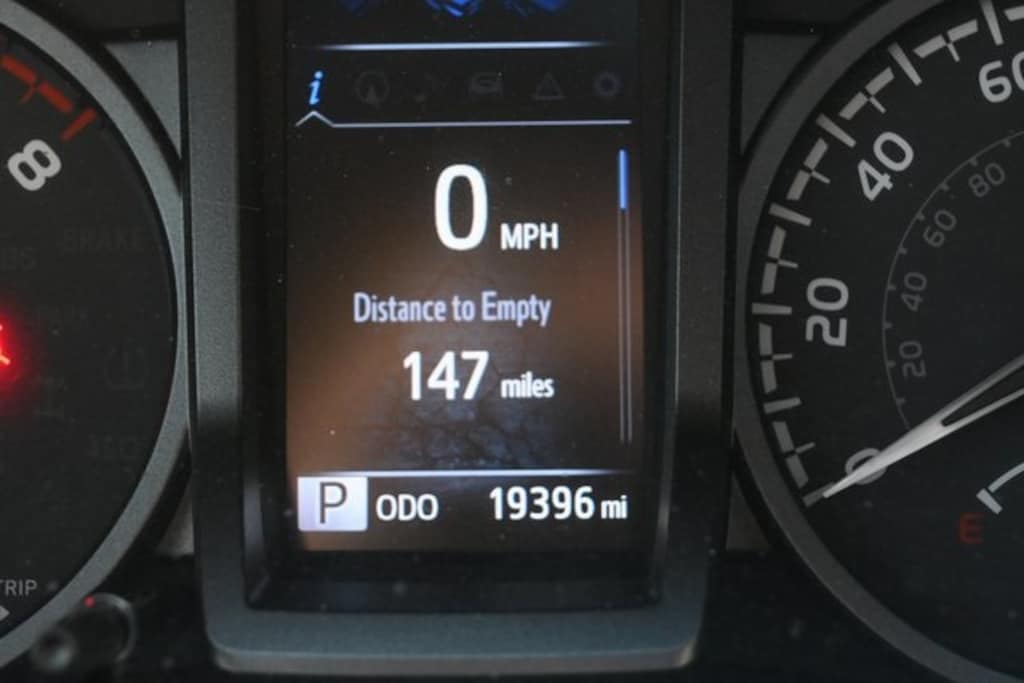 8
BRAKE
i
0 MPH
Distance to Empty
147 miles
P ODO 19396 mi
TRIP
0
20
40
60
20
40
60
80
E